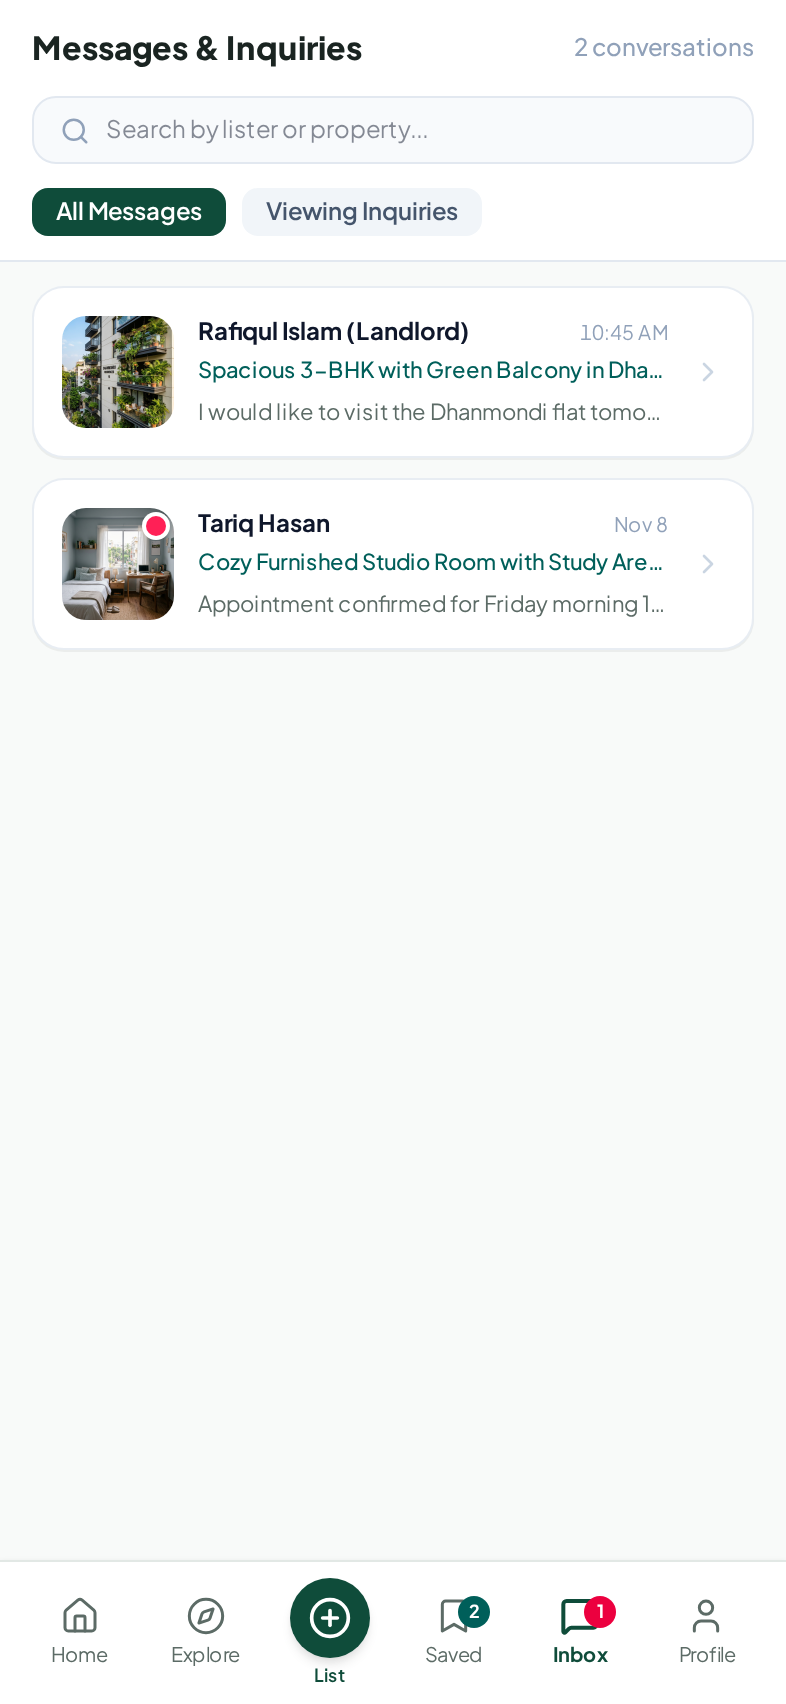 Messages & Inquiries
2 conversations
Search by lister or property...
All Messages
Viewing Inquiries
Rafiqul Islam (Landlord)
10:45 AM
Spacious 3-BHK with Green Balcony in Dha...
I would like to visit the Dhanmondi flat tomo...
Tariq Hasan
Nov 8
Cozy Furnished Studio Room with Study Are...
Appointment confirmed for Friday morning 1...
Home
Explore
List
2
Saved
1
Inbox
Profile